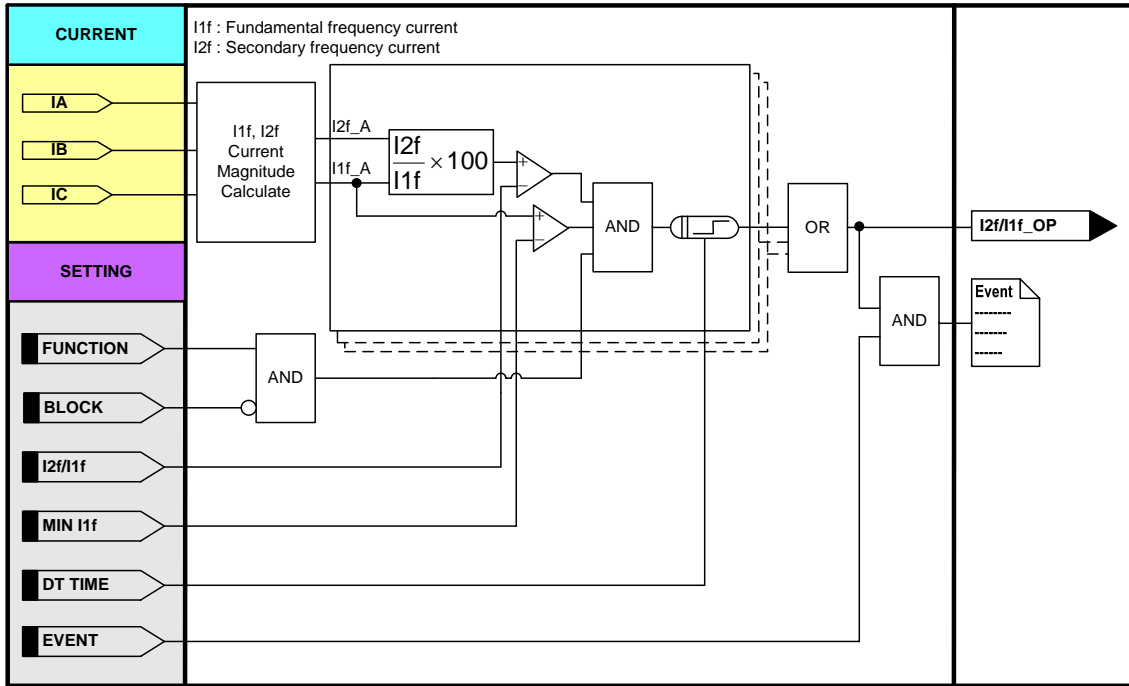 CURRENT
I1f : Fundamental frequency current
I2f : Secondary frequency current
IA
IB
IC
I1f, I2f
Current
Magnitude
Calculate
I2f_A
I1f_A
I2f
I1f
× 100
+
−
+
−
AND
OR
I2f/I1f_OP
SETTING
Event
--------
-------
------
AND
FUNCTION
AND
BLOCK
I2f/I1f
MIN I1f
DT TIME
EVENT